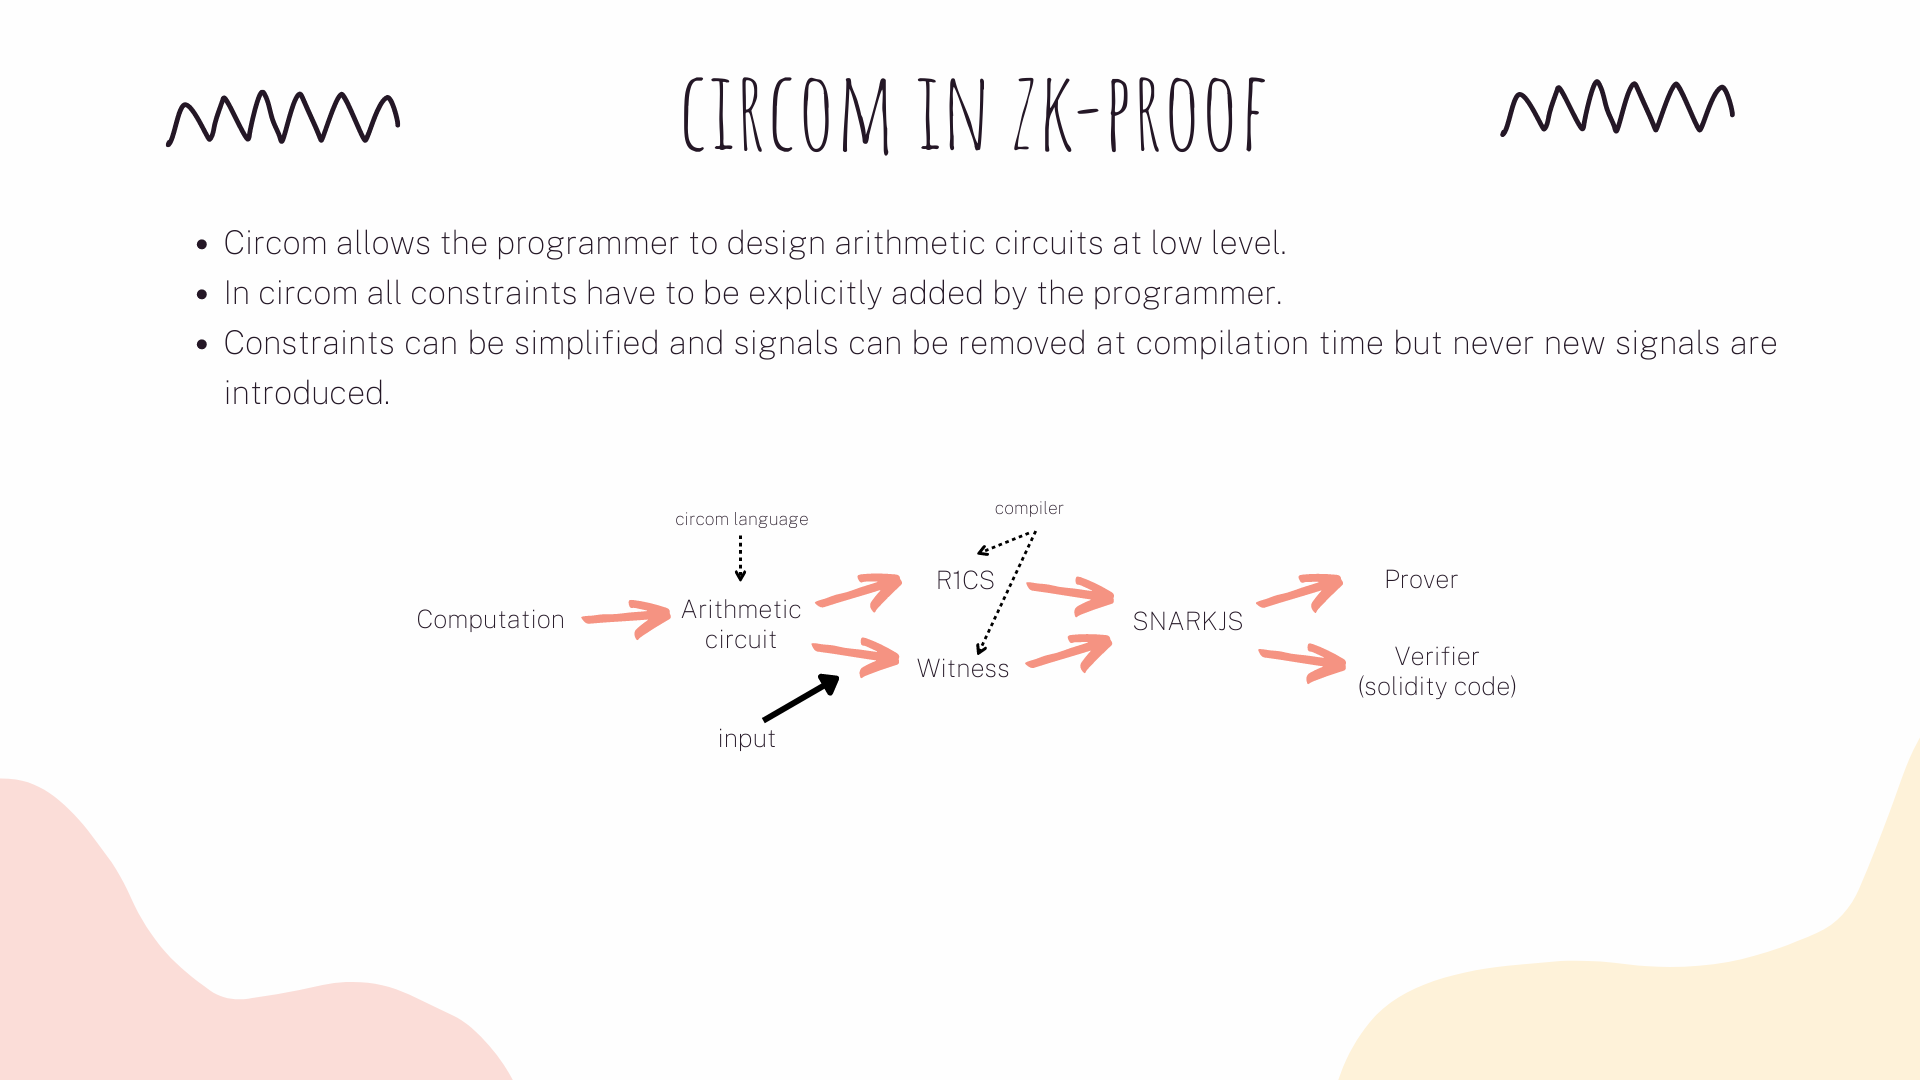 CIRCOM IN ZK-PROOF
• Circom allows the programmer to design arithmetic circuits at low level.
• In circom all constraints have to be explicitly added by the programmer.
• Constraints can be simplified and signals can be removed at compilation time but never new signals are
introduced.
circom language
compiler
Computation
Arithmetic
circuit
R1CS
Witness
input
SNARKJS
Prover
Verifier
(solidity code)